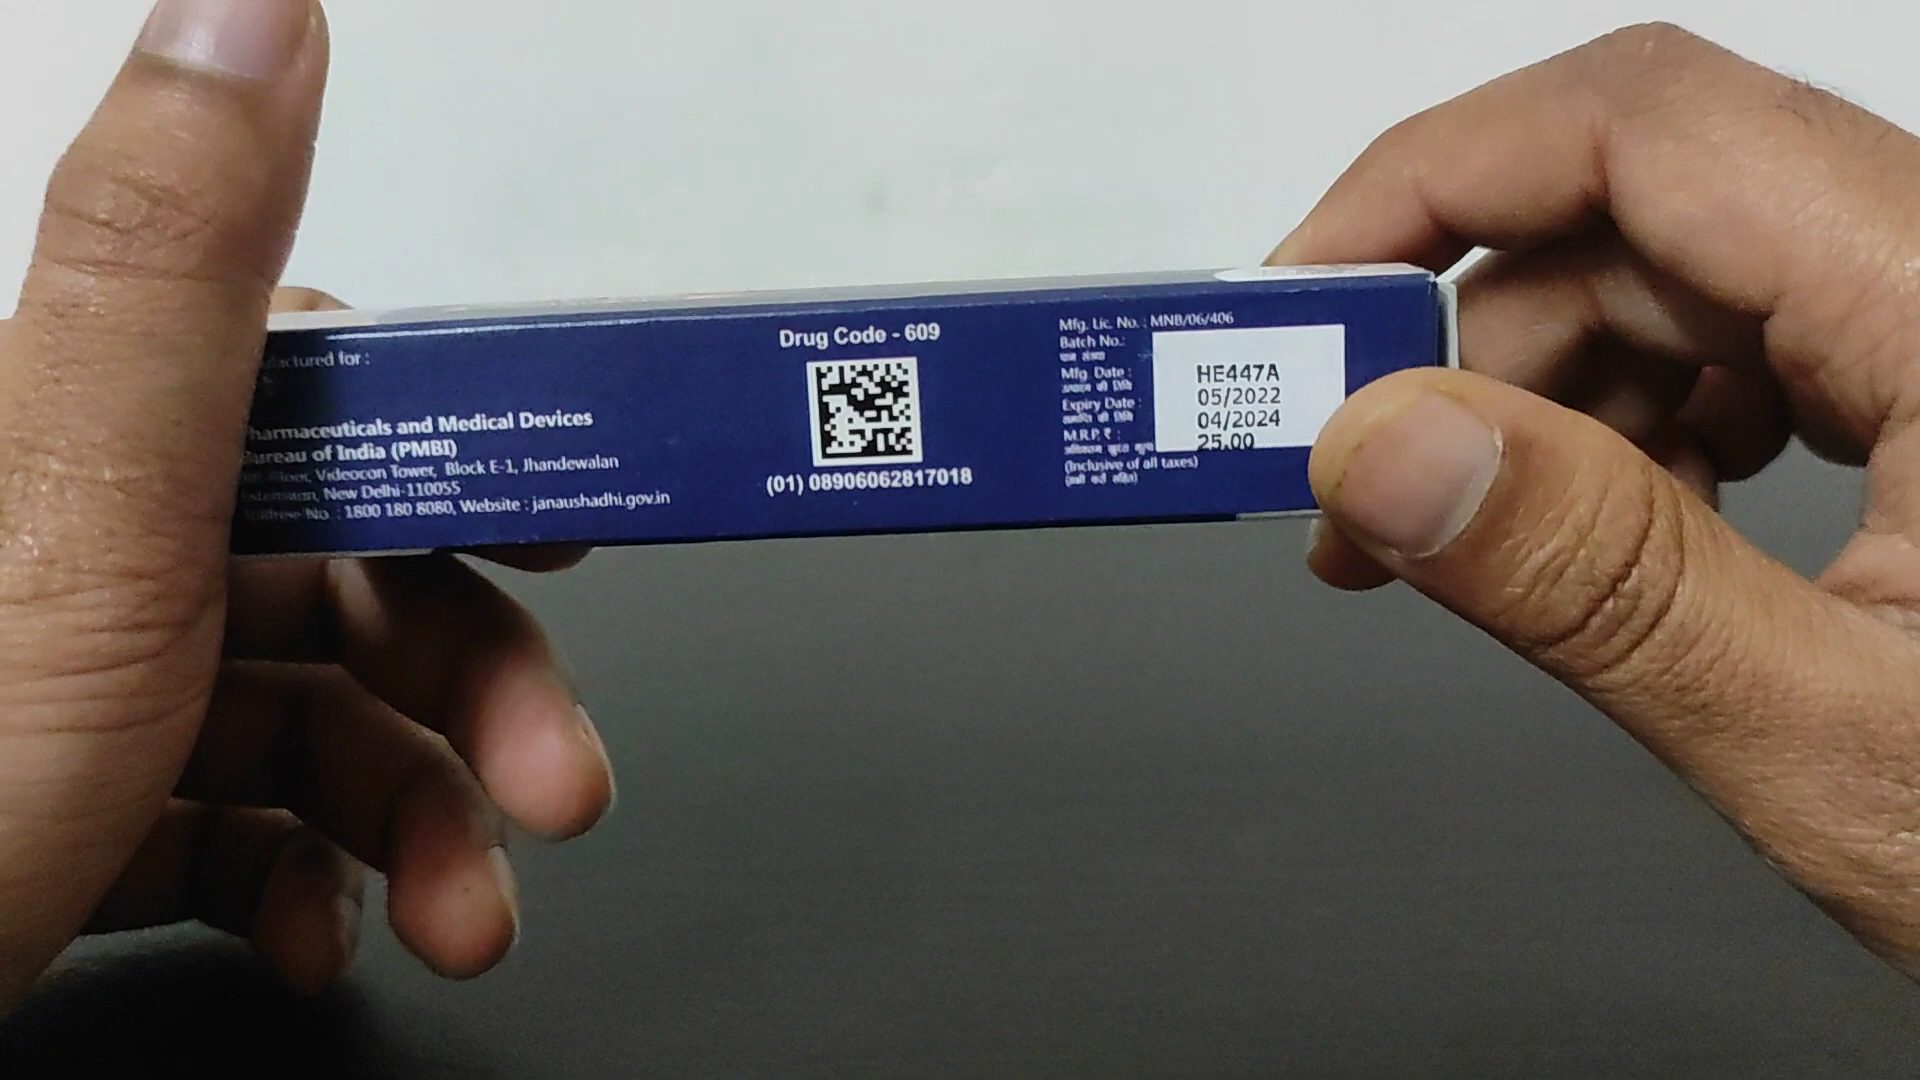 for :
Pharmaceuticals and Medical Devices
Bureau of India (PMBI)
Videocon Tower, Block E-1, Jhandewalan
New Delhi-110055
No. : 1800 180 8080, Website : janaushadhi.gov.in
Drug Code - 609
(01) 08906062817018
Mfg. Lic. No. : MNB/06/406
Batch No.: HE447A
Mfg. Date : 05/2022
Expiry Date : 04/2024
M.R.P. ₹ : 25.00
(Inclusive of all taxes)